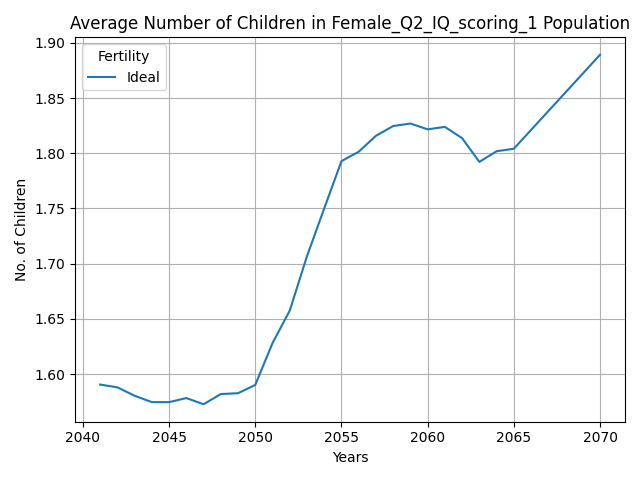 Average Number of Children in Female_Q2_IQ_scoring_1 Population
Fertility
Ideal
No. of Children
1.90
1.85
1.80
1.75
1.70
1.65
1.60
2040
2045
2050
2055
2060
2065
2070
Years